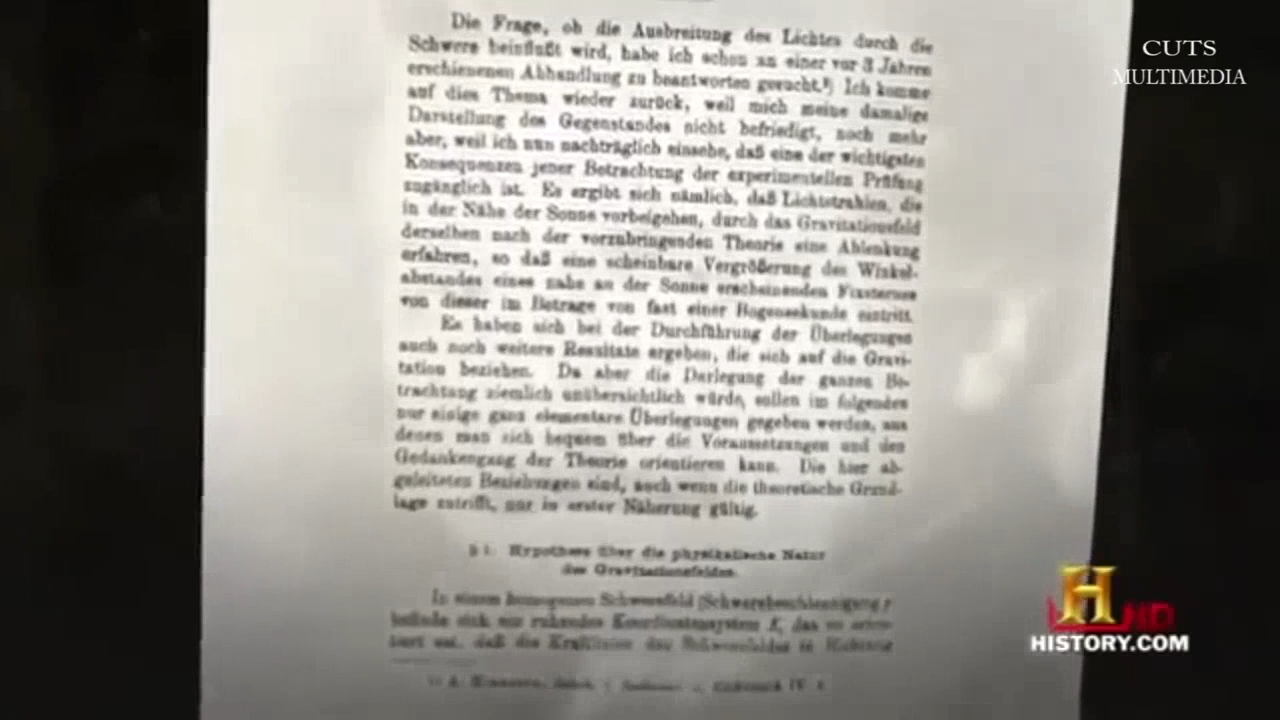 Die Frage, ob die Ausbreitung des Lichtes durch die
Schwere beinflußt wird, habe ich schon an einer vor 3 Jahren
erschienenen Abhandlung zu beantworten gesucht.¹) Ich komme
auf dies Thema wieder zurück, weil mich meine damalige
Darstellung des Gegenstandes nicht befriedigt, noch mehr
aber, weil ich nun nachträglich einsehe, daß eine der wichtigsten
Konsequenzen jener Betrachtung der experimentellen Prüfung
zugänglich ist. Es ergibt sich nämlich, daß Lichtstrahlen, die
in der Nähe der Sonne vorbeigehen, durch das Gravitationsfeld
derselben nach der vorzubringenden Theorie eine Ablenkung
erfahren, so daß eine scheinbare Vergrößerung des Winkel-
abstandes eines nahe an der Sonne erscheinenden Fixsternes
von dieser im Betrage von fast einer Bogensekunde eintritt.
Es haben sich bei der Durchführung der Überlegungen
auch noch weitere Resultate ergeben, die sich auf die Gravi-
tation beziehen. Da aber die Darlegung der ganzen Be-
trachtung ziemlich unübersichtlich würde, sollen im folgenden
nur einige ganz elementare Überlegungen gegeben werden, aus
denen man sich bequem über die Voraussetzungen und den
Gedankengang der Theorie orientieren kann. Die hier ab-
geleiteten Beziehungen sind, auch wenn die theoretische Grund-
lage zutrifft, nur in erster Näherung gültig.
§ 1. Hypothese über die physikalische Natur
des Gravitationsfeldes.
In einem homogenen Schwerefeld (Schwerebeschleunigung γ
befinde sich ein ruhendes Koordinatensystem K, das so orien-
tiert sei, daß die Kraftlinien des Schwerefeldes in Richtung
CUTS
MULTIMEDIA
H
HD
HISTORY.COM